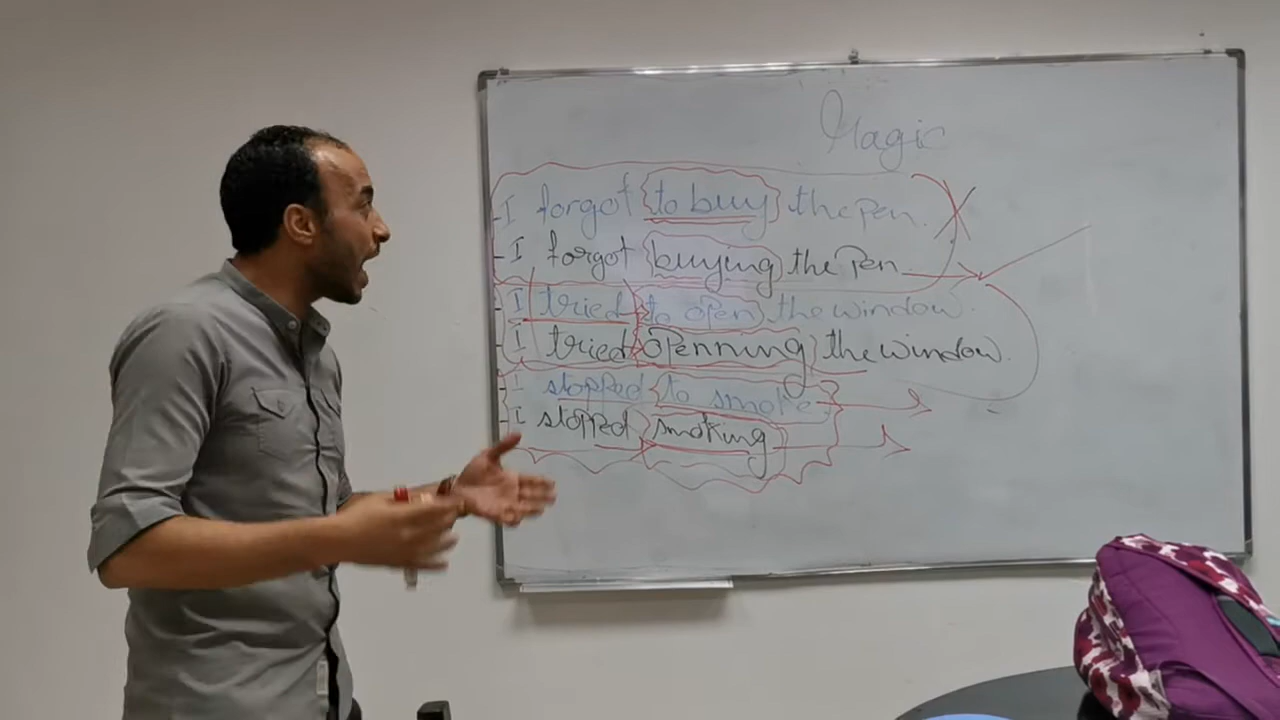 Magic
- I forgot to buy the pen.
- I forgot buying the pen
- I tried to open the window.
- I tried openning the window.
- I stopped to smoke
- I stopped smoking